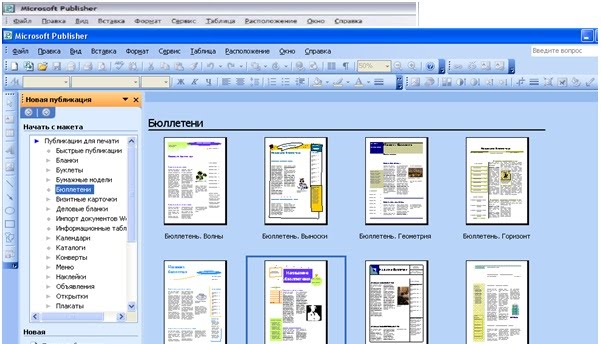 Microsoft Publisher
Файл Правка Вид Вставка Формат Сервис Таблица Расположение Окно Справка
Microsoft Publisher
Файл Правка Вид Вставка Формат Сервис Таблица Расположение Окно Справка
Введите вопрос
50%
Новая публикация
Начать с макета
Публикации для печати
Быстрые публикации
Бланки
Буклеты
Бумажные модели
Бюллетени
Визитные карточки
Деловые бланки
Импорт документов Wo
Информационные табл
Календари
Каталоги
Конверты
Меню
Наклейки
Объявления
Открытки
Плакаты
Новая
Бюллетени
Бюллетень. Волны
Бюллетень. Выноски
Бюллетень. Геометрия
Бюллетень. Горизонт